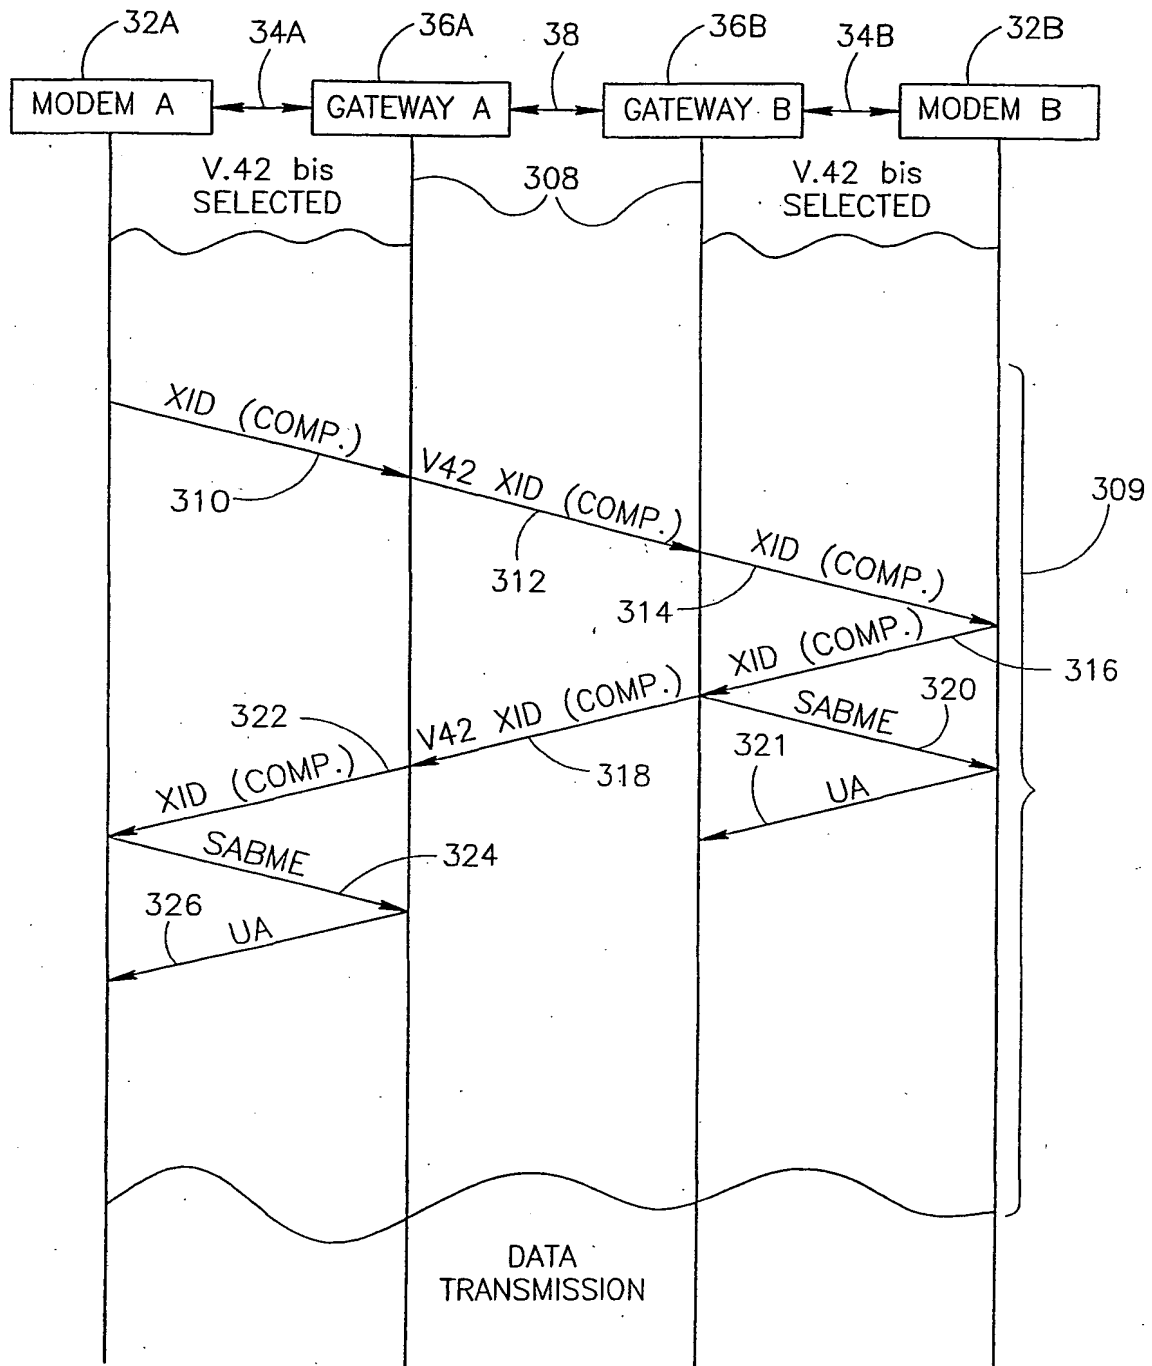 32A
34A
36A
38
36B
34B
32B
MODEM A
GATEWAY A
GATEWAY B
MODEM B
V.42 bis
SELECTED
308
V.42 bis
SELECTED
XID (COMP.)
310
V42 XID (COMP.)
312
XID (COMP.)
314
309
XID (COMP.)
316
V42 XID (COMP.)
318
SABME
320
322
XID (COMP.)
321
UA
SABME
324
326
UA
DATA
TRANSMISSION